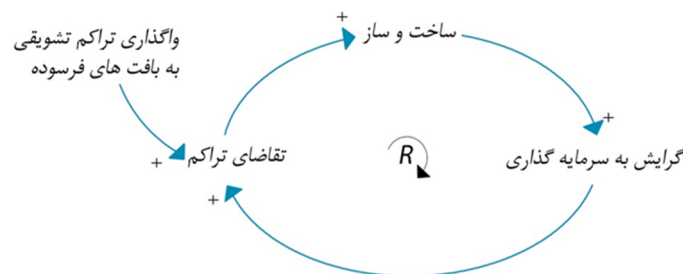 واگذاری تراکم تشویقی
به بافت های فرسوده
+
ساخت و ساز
+
گرایش به سرمایه گذاری
R
تقاضای تراکم
+
+